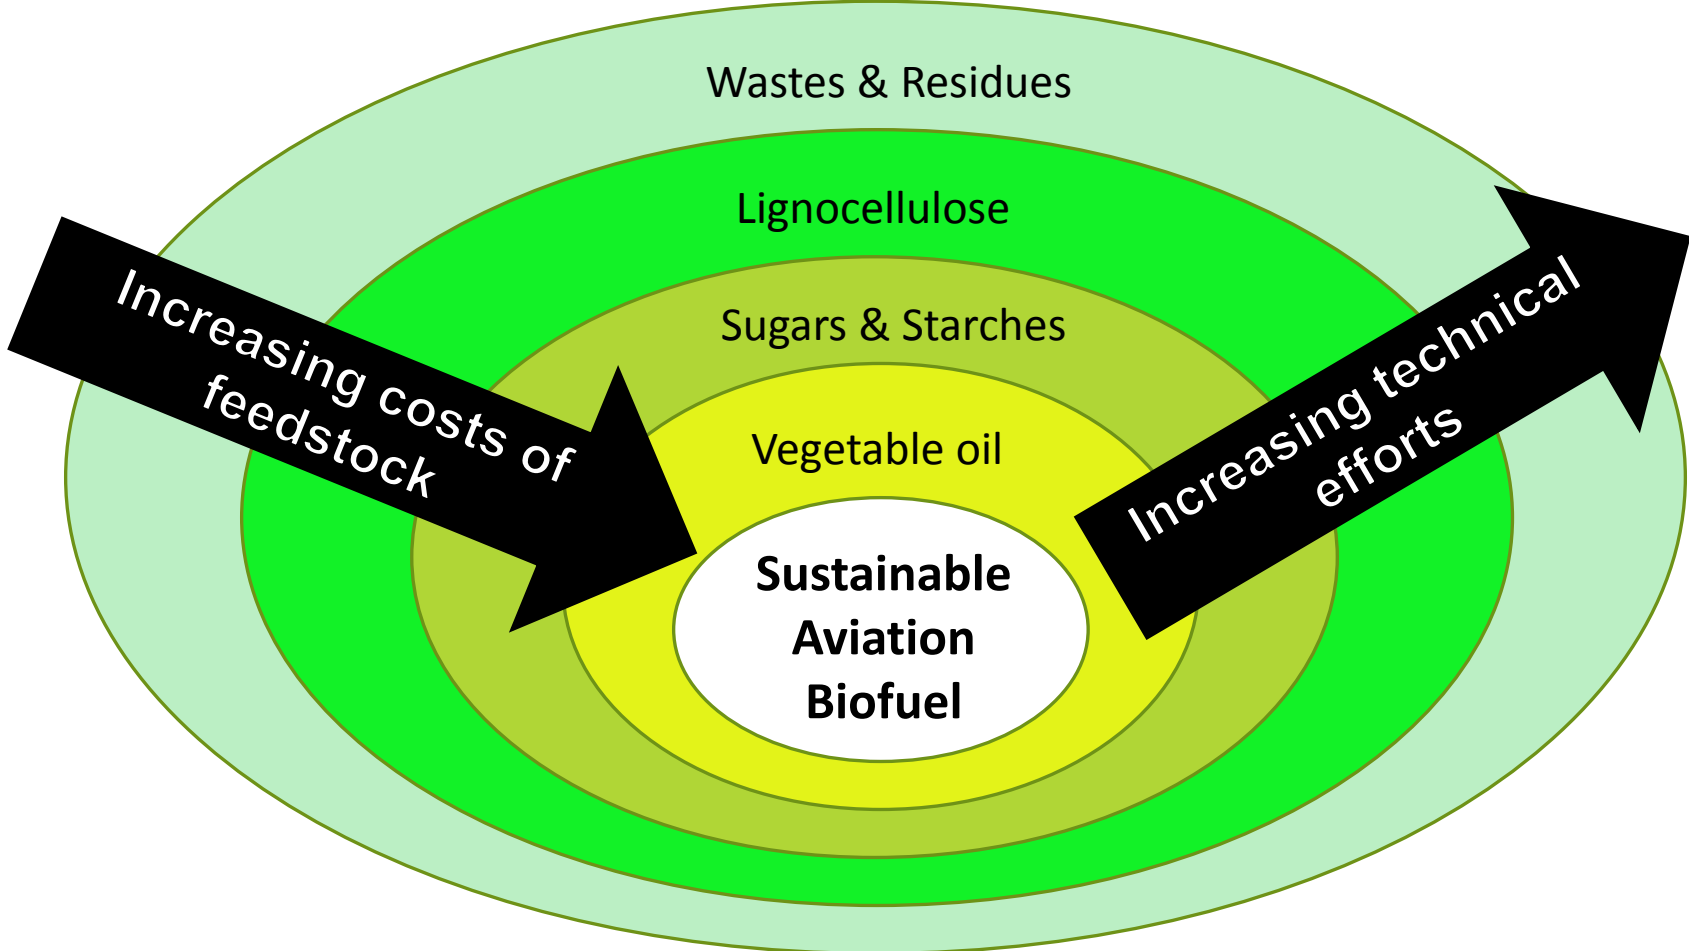 Wastes & Residues
Lignocellulose
Sugars & Starches
Vegetable oil
Sustainable
Aviation
Biofuel
Increasing costs of
feedstock
Increasing technical
efforts